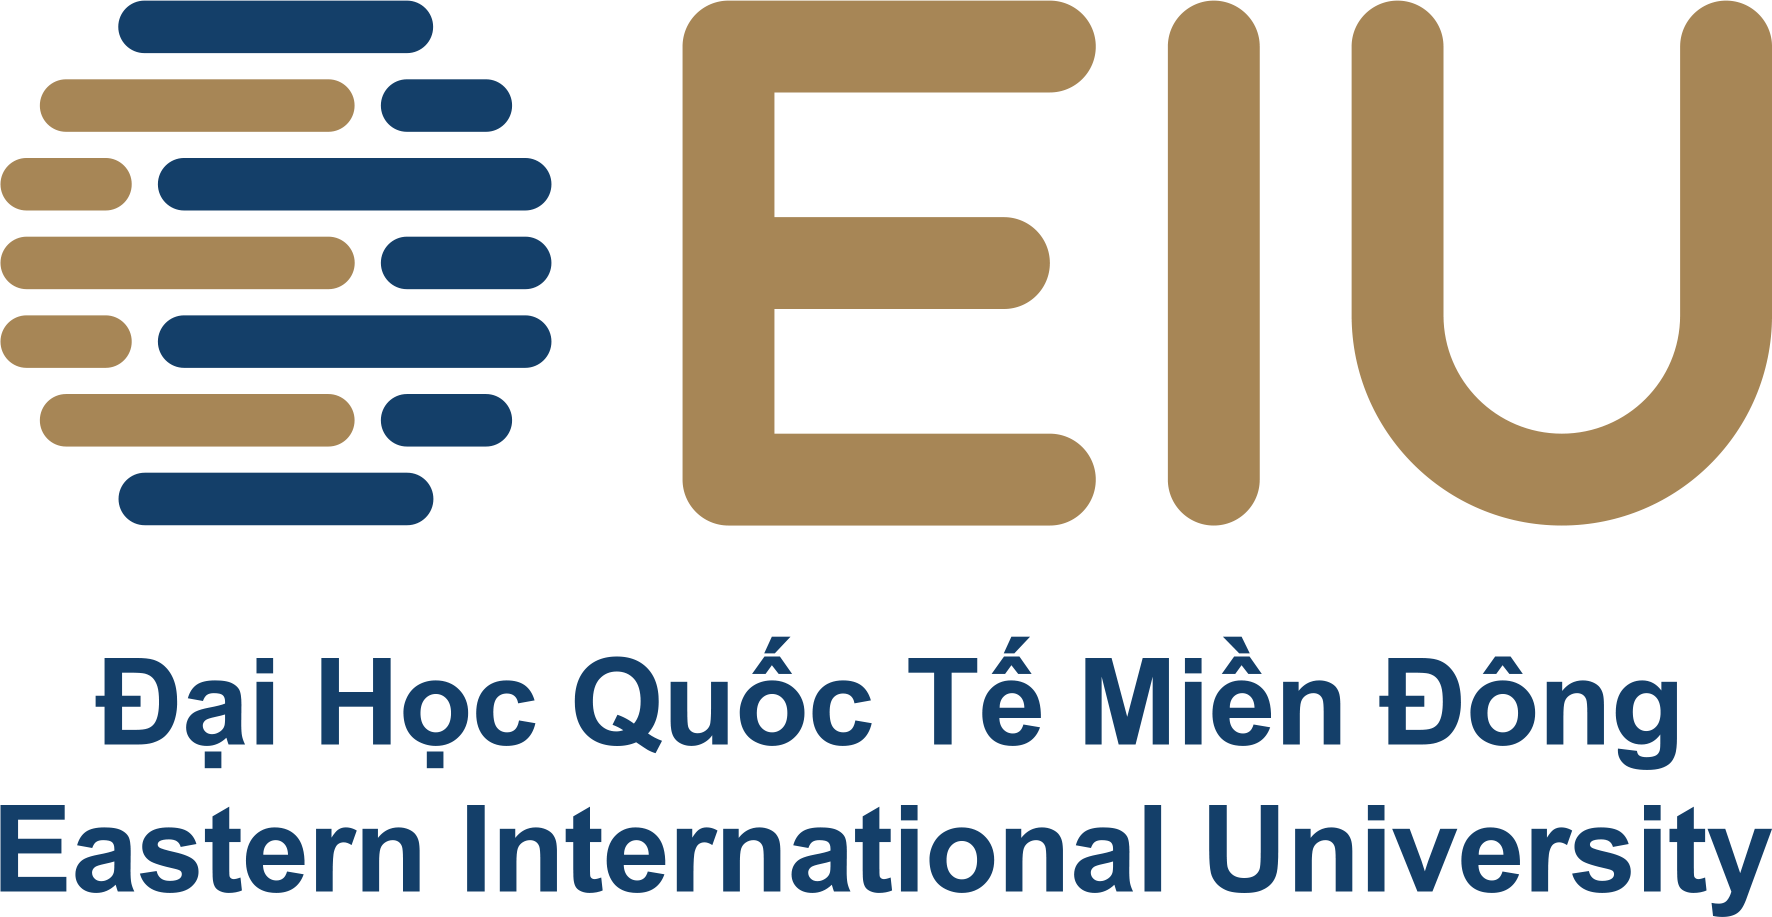 EIU
Đại Học Quốc Tế Miền Đông
Eastern International University